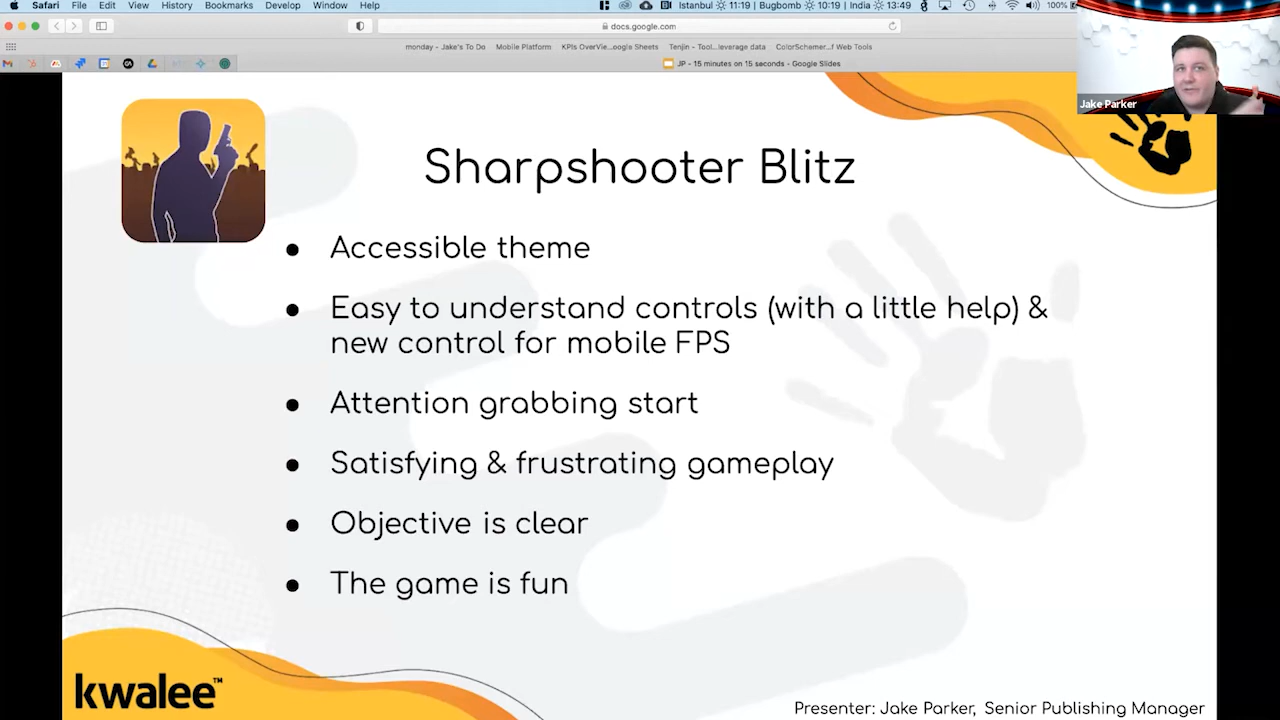 Safari File Edit View History Bookmarks Develop Window Help
Istanbul 11:19 | Bugbomb 10:19 | India 13:49 100%
docs.google.com
monday - Jake's To Do Mobile Platform KPIs OverVie...oogle Sheets Tenjin - Tool...leverage data ColorSchemer...f Web Tools
JP - 15 minutes on 15 seconds - Google Slides
Jake Parker
Sharpshooter Blitz
● Accessible theme
● Easy to understand controls (with a little help) &
new control for mobile FPS
● Attention grabbing start
● Satisfying & frustrating gameplay
● Objective is clear
● The game is fun
kwalee™
Presenter: Jake Parker, Senior Publishing Manager